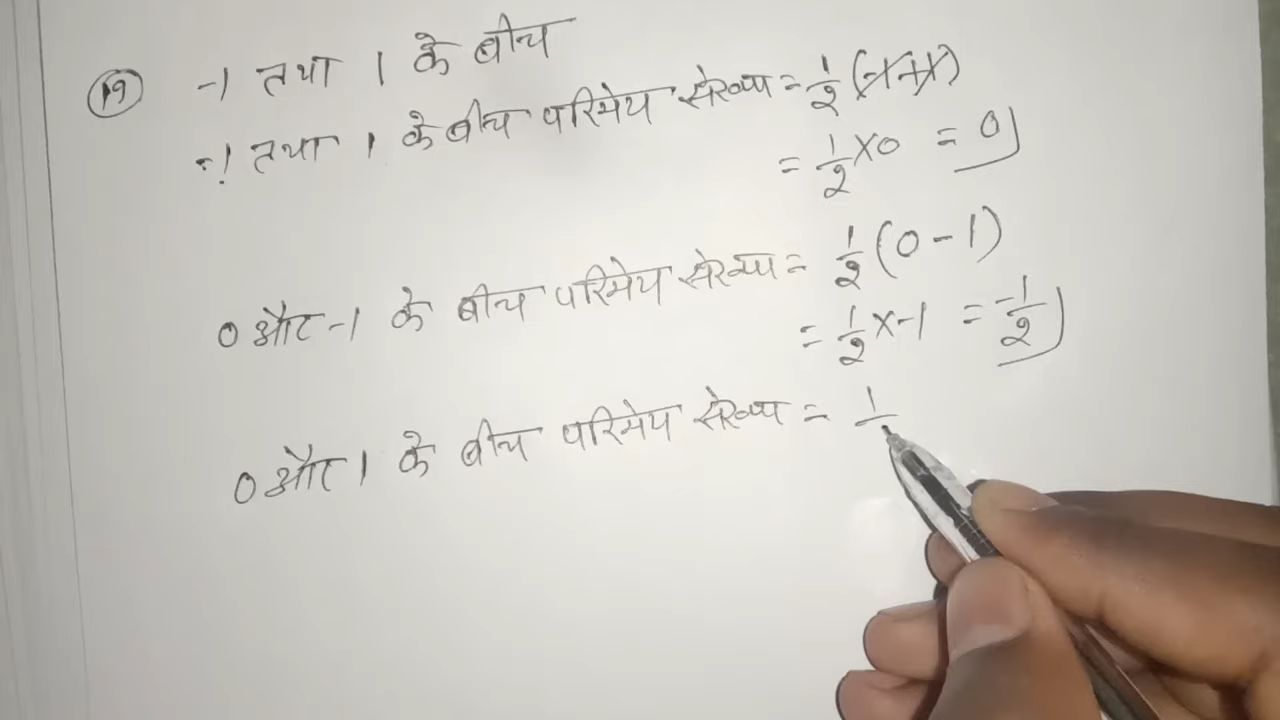 (19) -1 तथा 1 के बीच
-1 तथा 1 के बीच परिमेय संख्या = 1/2 (-1+1)
= 1/2 × 0 = 0
0 और -1 के बीच परिमेय संख्या = 1/2 (0-1)
= 1/2 × -1 = -1/2
0 और 1 के बीच परिमेय संख्या = 1/